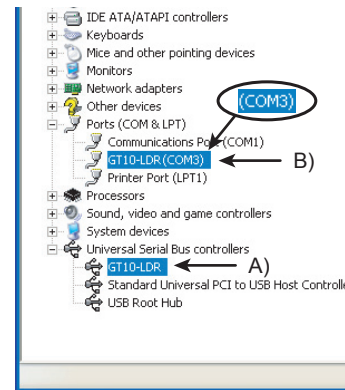 IDE ATA/ATAPI controllers
Keyboards
Mice and other pointing devices
Monitors
Network adapters
Other devices
(COM3)
Ports (COM & LPT)
Communications Port (COM1)
GT10-LDR(COM3) B)
Printer Port (LPT1)
Processors
Sound, video and game controllers
System devices
Universal Serial Bus controllers
GT10-LDR A)
Standard Universal PCI to USB Host Controlle
USB Root Hub